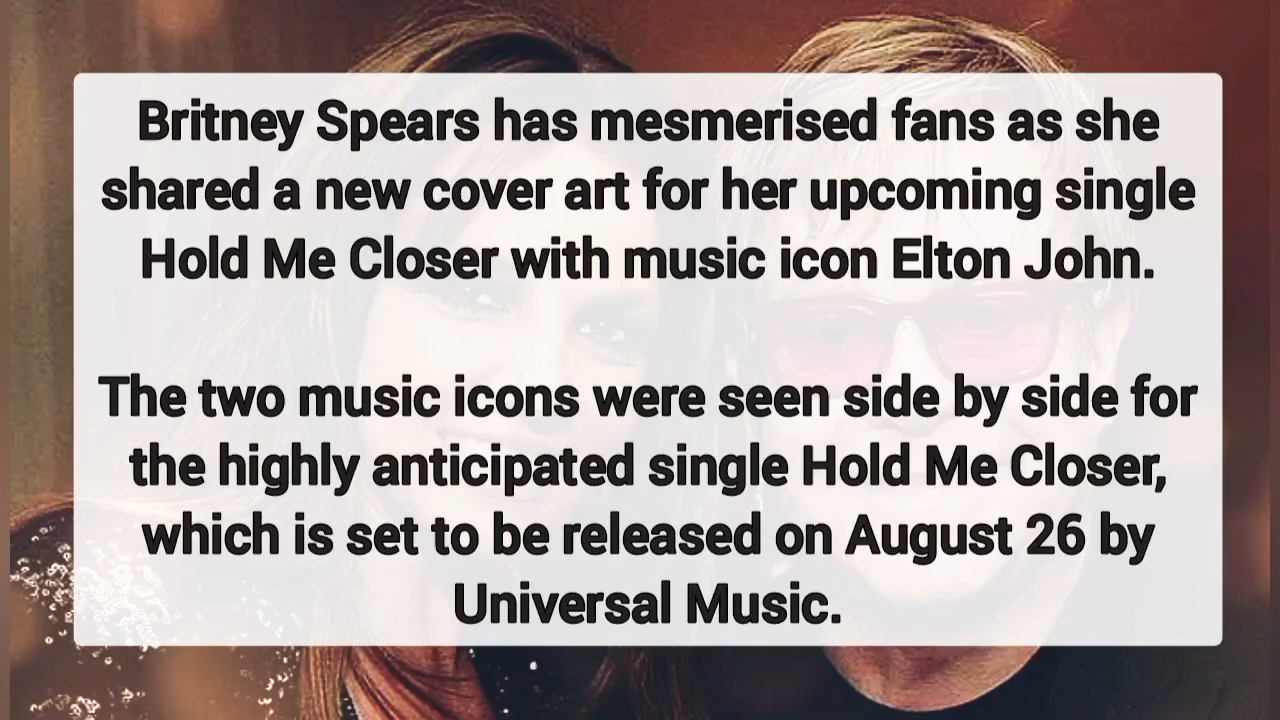 Britney Spears has mesmerised fans as she
shared a new cover art for her upcoming single
Hold Me Closer with music icon Elton John.
The two music icons were seen side by side for
the highly anticipated single Hold Me Closer,
which is set to be released on August 26 by
Universal Music.